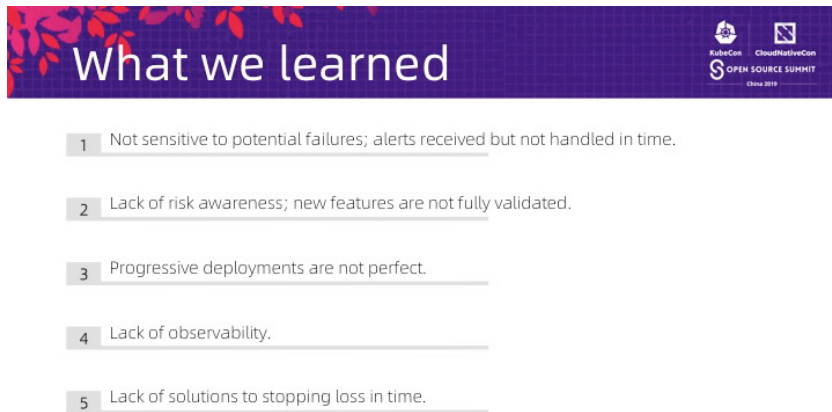 What we learned
KubeCon
CloudNativeCon
OPEN SOURCE SUMMIT
China 2019
1 Not sensitive to potential failures; alerts received but not handled in time.
2 Lack of risk awareness; new features are not fully validated.
3 Progressive deployments are not perfect.
4 Lack of observability.
5 Lack of solutions to stopping loss in time.